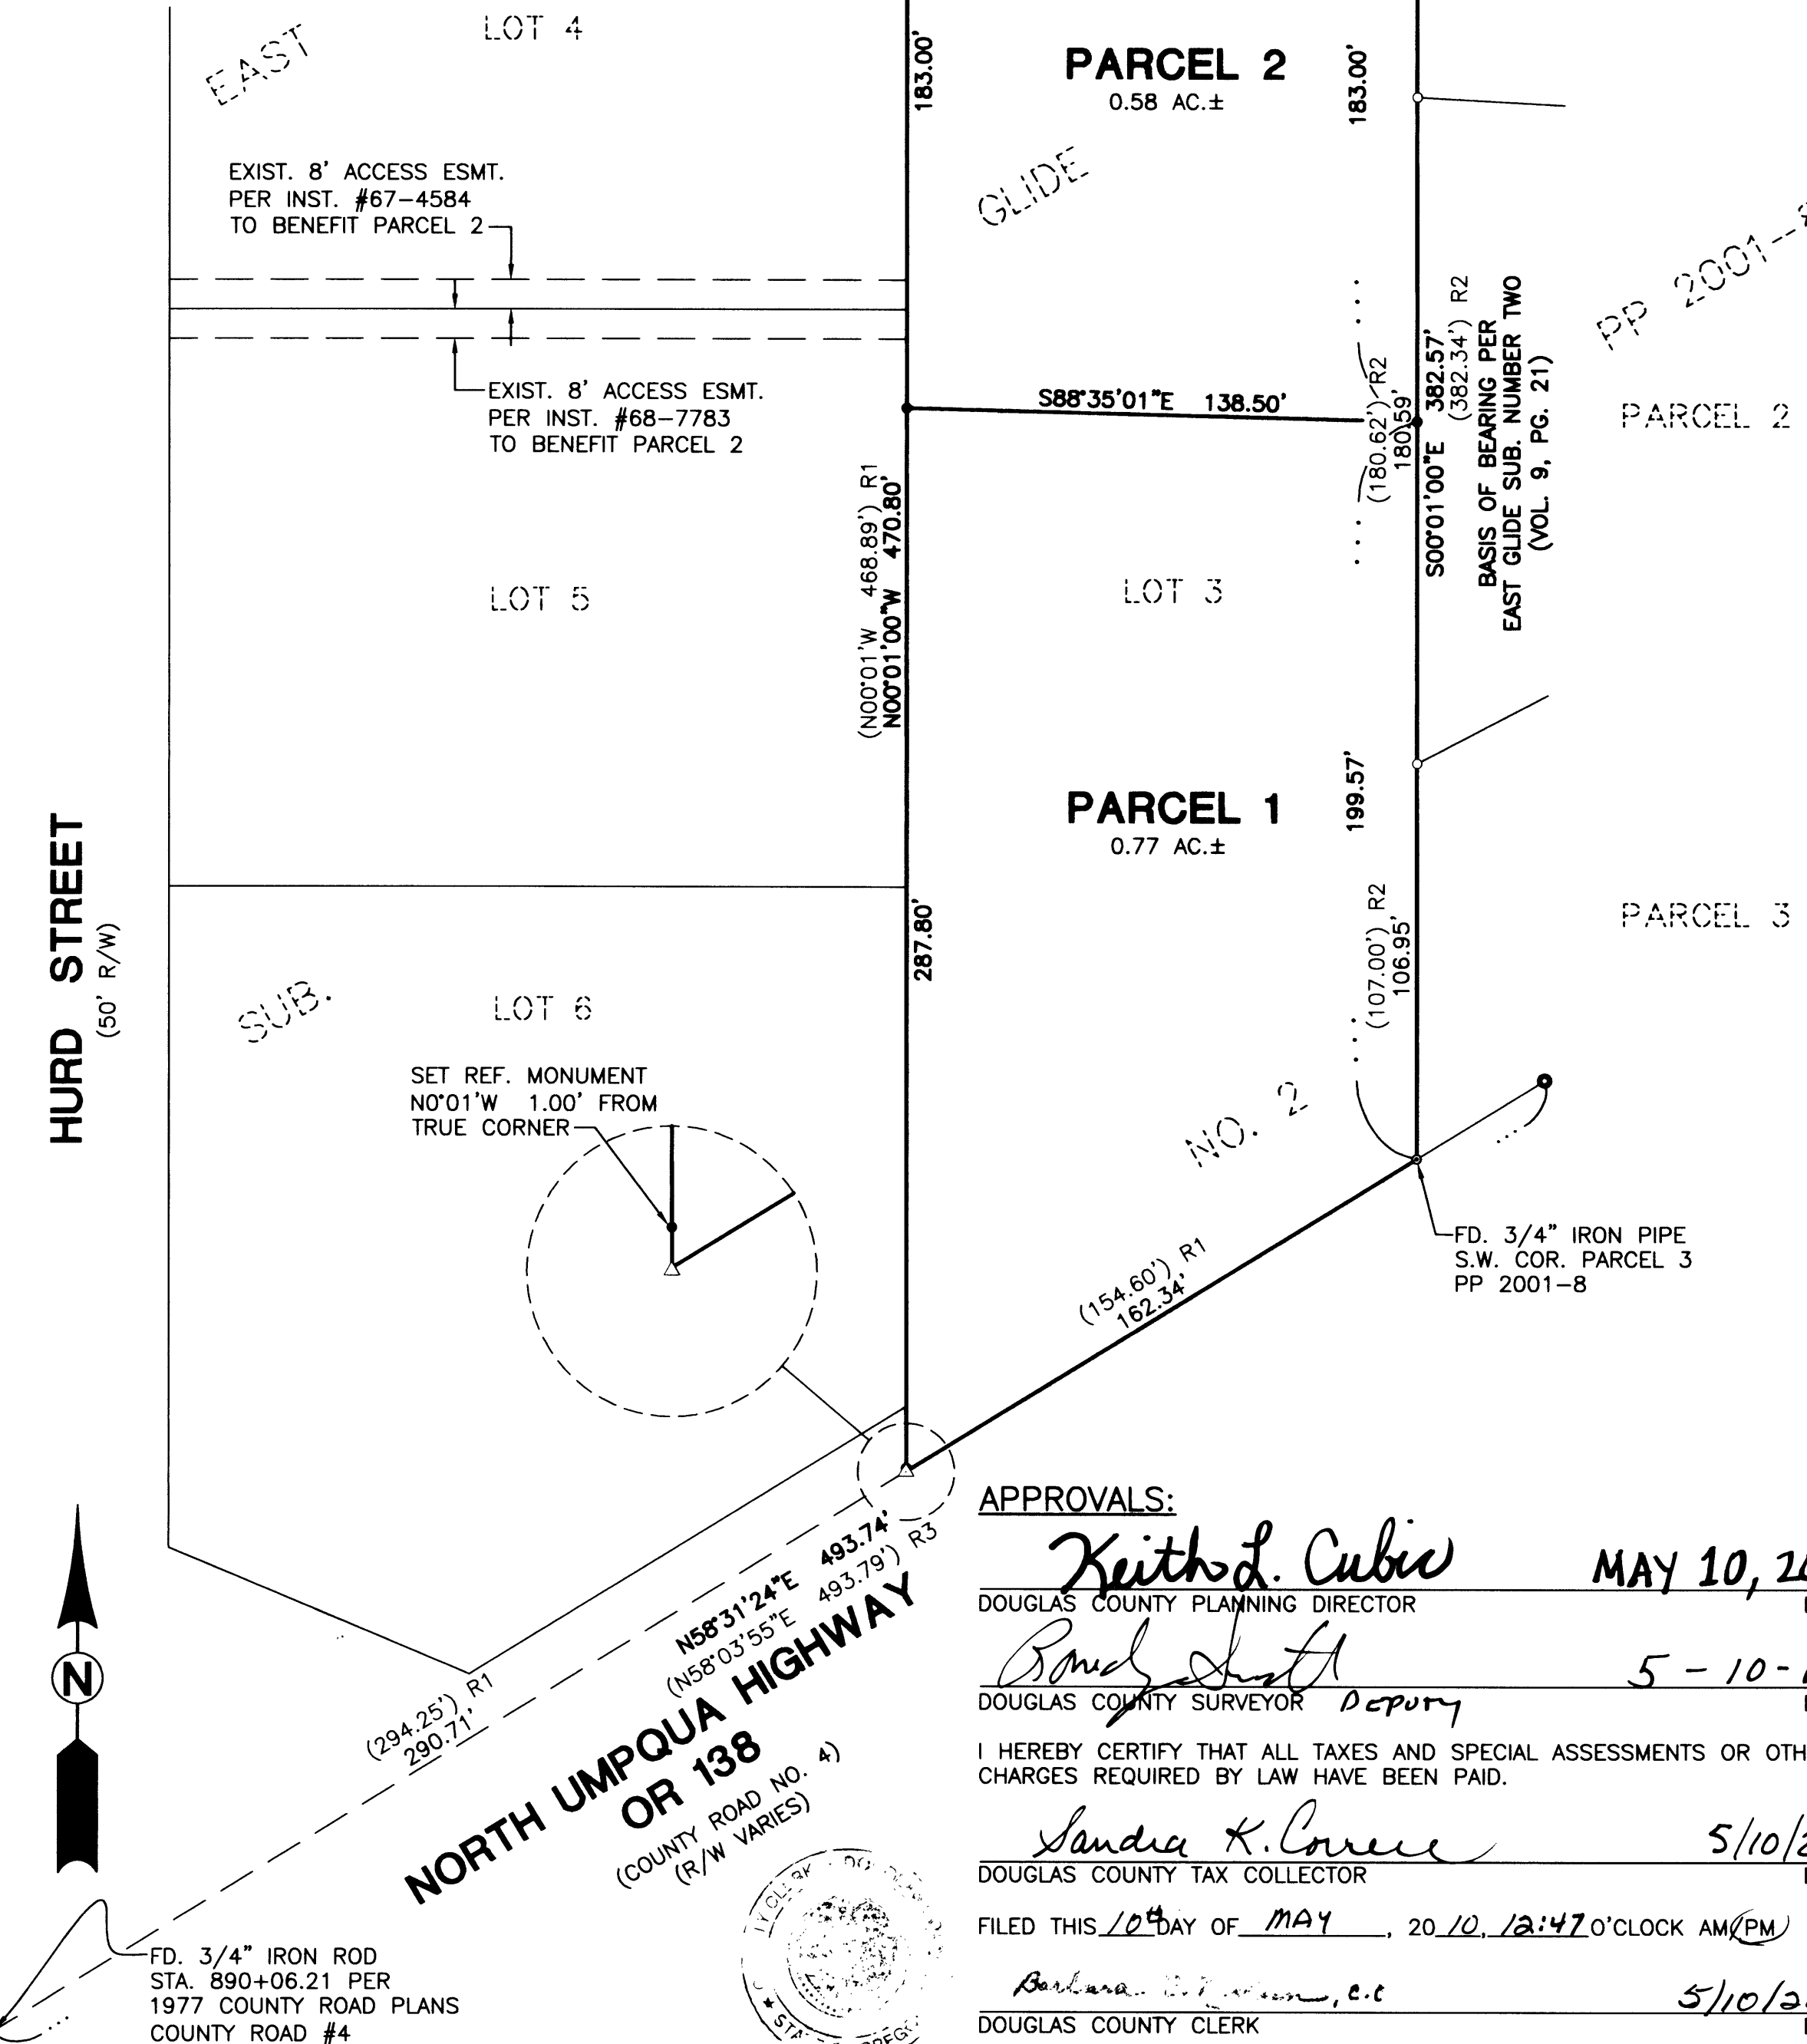 LOT 4
EAST
183.00'
PARCEL 2
0.58 AC.±
183.00'
EXIST. 8' ACCESS ESMT.
PER INST. #67-4584
TO BENEFIT PARCEL 2
GLIDE
PP 2001--
EXIST. 8' ACCESS ESMT.
PER INST. #68-7783
TO BENEFIT PARCEL 2
S88°35'01"E 138.50'
(180.62') R2
180.59'
S00°01'00"E 382.57'
(382.34') R2
BASIS OF BEARING PER
EAST GLIDE SUB. NUMBER TWO
(VOL. 9, PG. 21)
PARCEL 2
(N00°01'W 468.89') R1
N00°01'00"W 470.80'
LOT 5
LOT 3
PARCEL 1
0.77 AC.±
199.57'
HURD STREET
(50' R/W)
287.80'
(107.00') R2
106.95'
PARCEL 3
SUB.
LOT 6
SET REF. MONUMENT
N0°01'W 1.00' FROM
TRUE CORNER
NO. 2
FD. 3/4" IRON PIPE
S.W. COR. PARCEL 3
PP 2001-8
(154.60') R1
162.34'
N58°31'24"E 493.74'
(N58°03'55"E 493.79') R3
(294.25') R1
290.71'
NORTH UMPQUA HIGHWAY
OR 138
(COUNTY ROAD NO. 4)
(R/W VARIES)
N
FD. 3/4" IRON ROD
STA. 890+06.21 PER
1977 COUNTY ROAD PLANS
COUNTY ROAD #4
APPROVALS:
Keith L. Cubic MAY 10,
DOUGLAS COUNTY PLANNING DIRECTOR
5-10-
DOUGLAS COUNTY SURVEYOR DEPUTY
I HEREBY CERTIFY THAT ALL TAXES AND SPECIAL ASSESSMENTS OR OTH
CHARGES REQUIRED BY LAW HAVE BEEN PAID.
Sandra K. 5/10/2
DOUGLAS COUNTY TAX COLLECTOR
FILED THIS 10th DAY OF MAY, 20 10, 12:47 O'CLOCK AM/PM
Barbara , C.C 5/10/2
DOUGLAS COUNTY CLERK